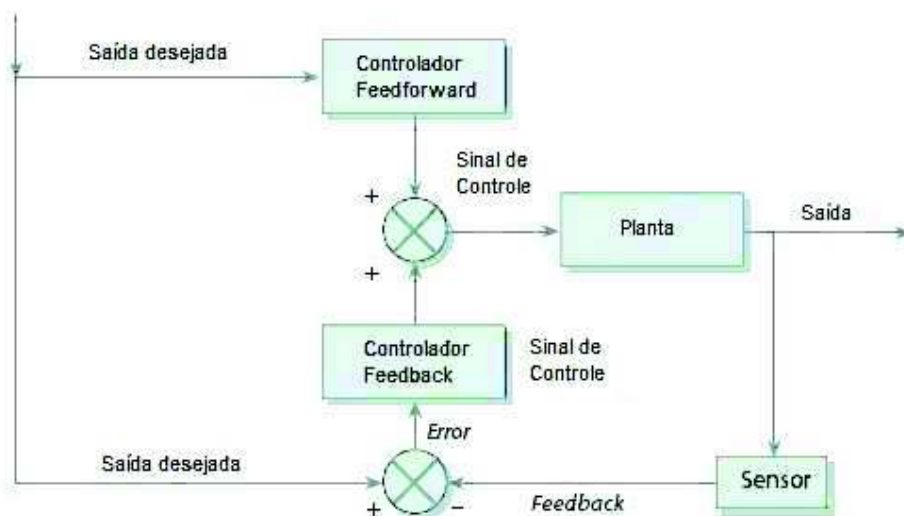 Saída desejada
Controlador
Feedforward
Sinal de
Controle
+
+
Planta
Saída
Controlador
Feedback
Sinal de
Controle
Error
Saída desejada
+
−
Feedback
Sensor